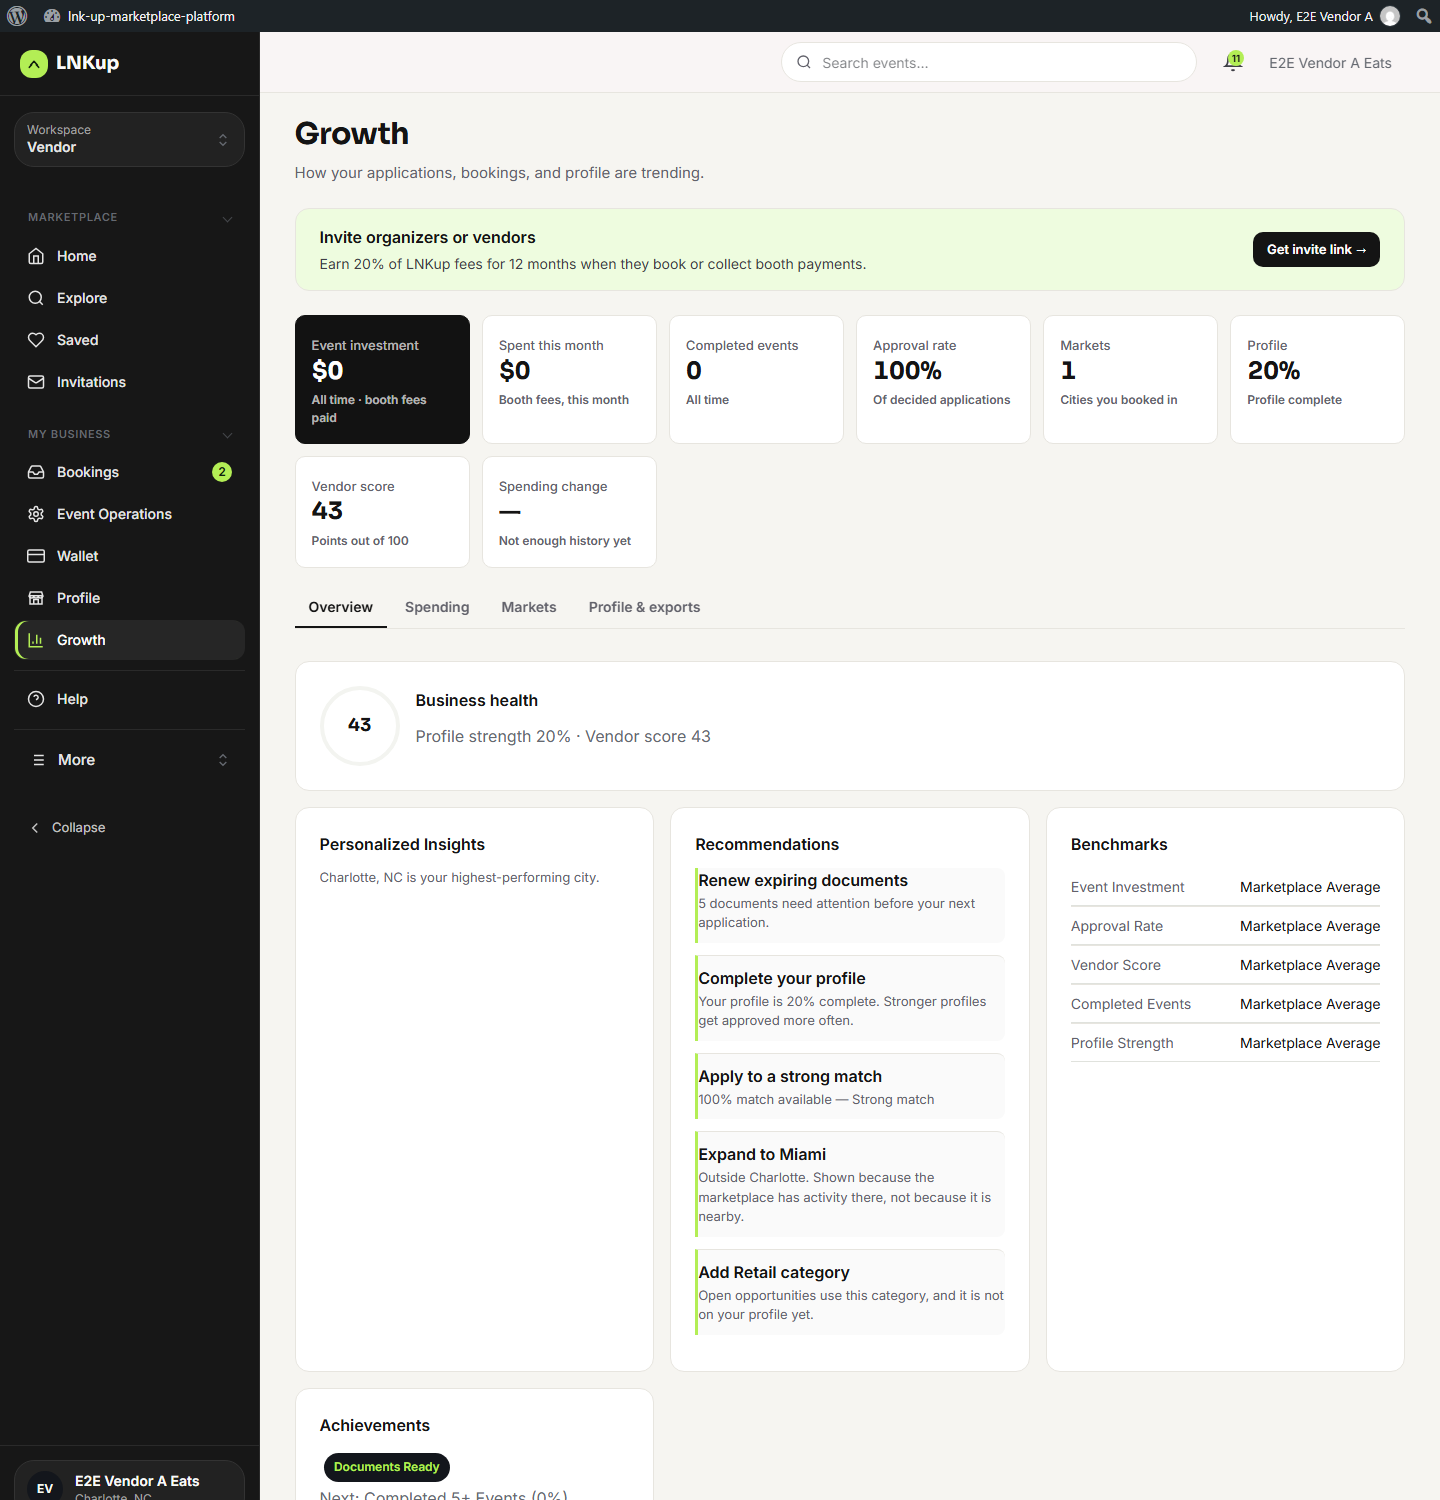 lnk-up-marketplace-platform
Howdy, E2E Vendor A
LNKup
Search events...
11
E2E Vendor A Eats
Workspace
Vendor
MARKETPLACE
Home
Explore
Saved
Invitations
MY BUSINESS
Bookings
2
Event Operations
Wallet
Profile
Growth
Help
More
Collapse
EV
E2E Vendor A Eats
Charlotte, NC
Growth
How your applications, bookings, and profile are trending.
Invite organizers or vendors
Earn 20% of LNKup fees for 12 months when they book or collect booth payments.
Get invite link →
Event investment
$0
All time · booth fees
paid
Spent this month
$0
Booth fees, this month
Completed events
0
All time
Approval rate
100%
Of decided applications
Markets
1
Cities you booked in
Profile
20%
Profile complete
Vendor score
43
Points out of 100
Spending change
—
Not enough history yet
Overview
Spending
Markets
Profile & exports
43
Business health
Profile strength 20% · Vendor score 43
Personalized Insights
Charlotte, NC is your highest-performing city.
Recommendations
Renew expiring documents
5 documents need attention before your next
application.
Complete your profile
Your profile is 20% complete. Stronger profiles
get approved more often.
Apply to a strong match
100% match available — Strong match
Expand to Miami
Outside Charlotte. Shown because the
marketplace has activity there, not because it is
nearby.
Add Retail category
Open opportunities use this category, and it is not
on your profile yet.
Benchmarks
Event Investment Marketplace Average
Approval Rate Marketplace Average
Vendor Score Marketplace Average
Completed Events Marketplace Average
Profile Strength Marketplace Average
Achievements
Documents Ready
Next: Completed 5+ Events (0%)